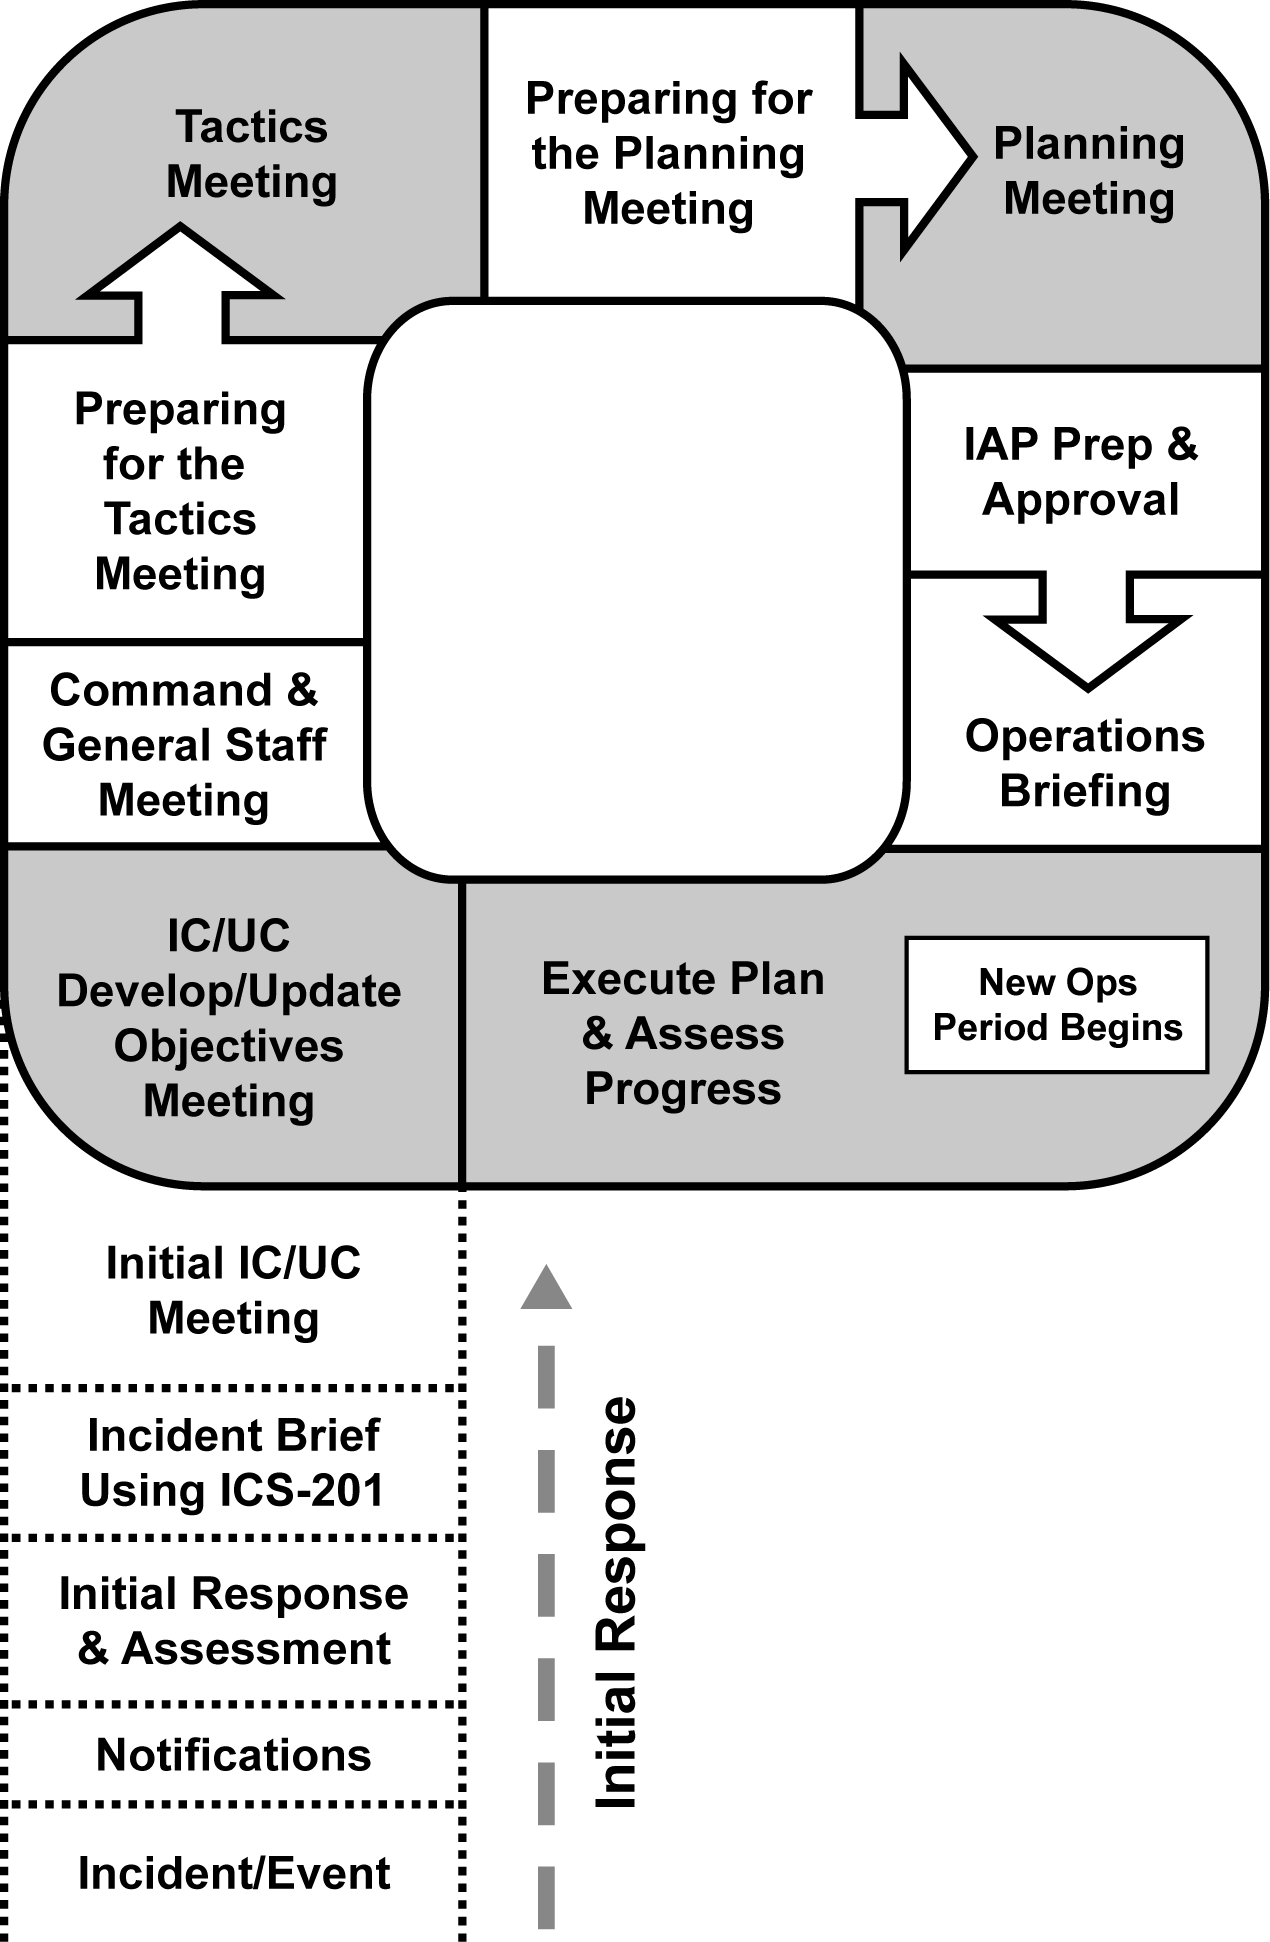 Tactics
Meeting
Preparing for
the Planning
Meeting
Planning
Meeting
Preparing
for the
Tactics
Meeting
IAP Prep &
Approval
Command &
General Staff
Meeting
Operations
Briefing
IC/UC
Develop/Update
Objectives
Meeting
Execute Plan
& Assess
Progress
New Ops
Period Begins
Initial IC/UC
Meeting
Incident Brief
Using ICS-201
Initial Response
& Assessment
Notifications
Incident/Event
Initial Response